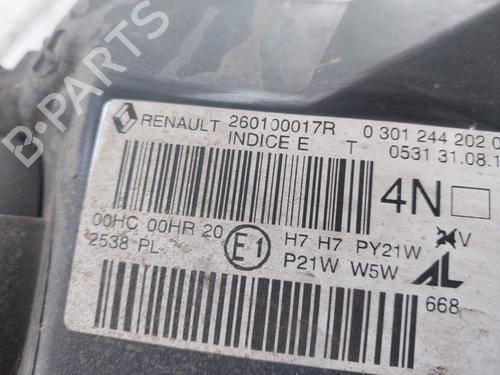 RENAULT 260100017R 0 301 244 202 0
INDICE E T 0531 31.08.1
4N
00HC 00HR 20 E1 H7 H7 PY21W V
2538 PL P21W W5W AL
668
B-PARTS